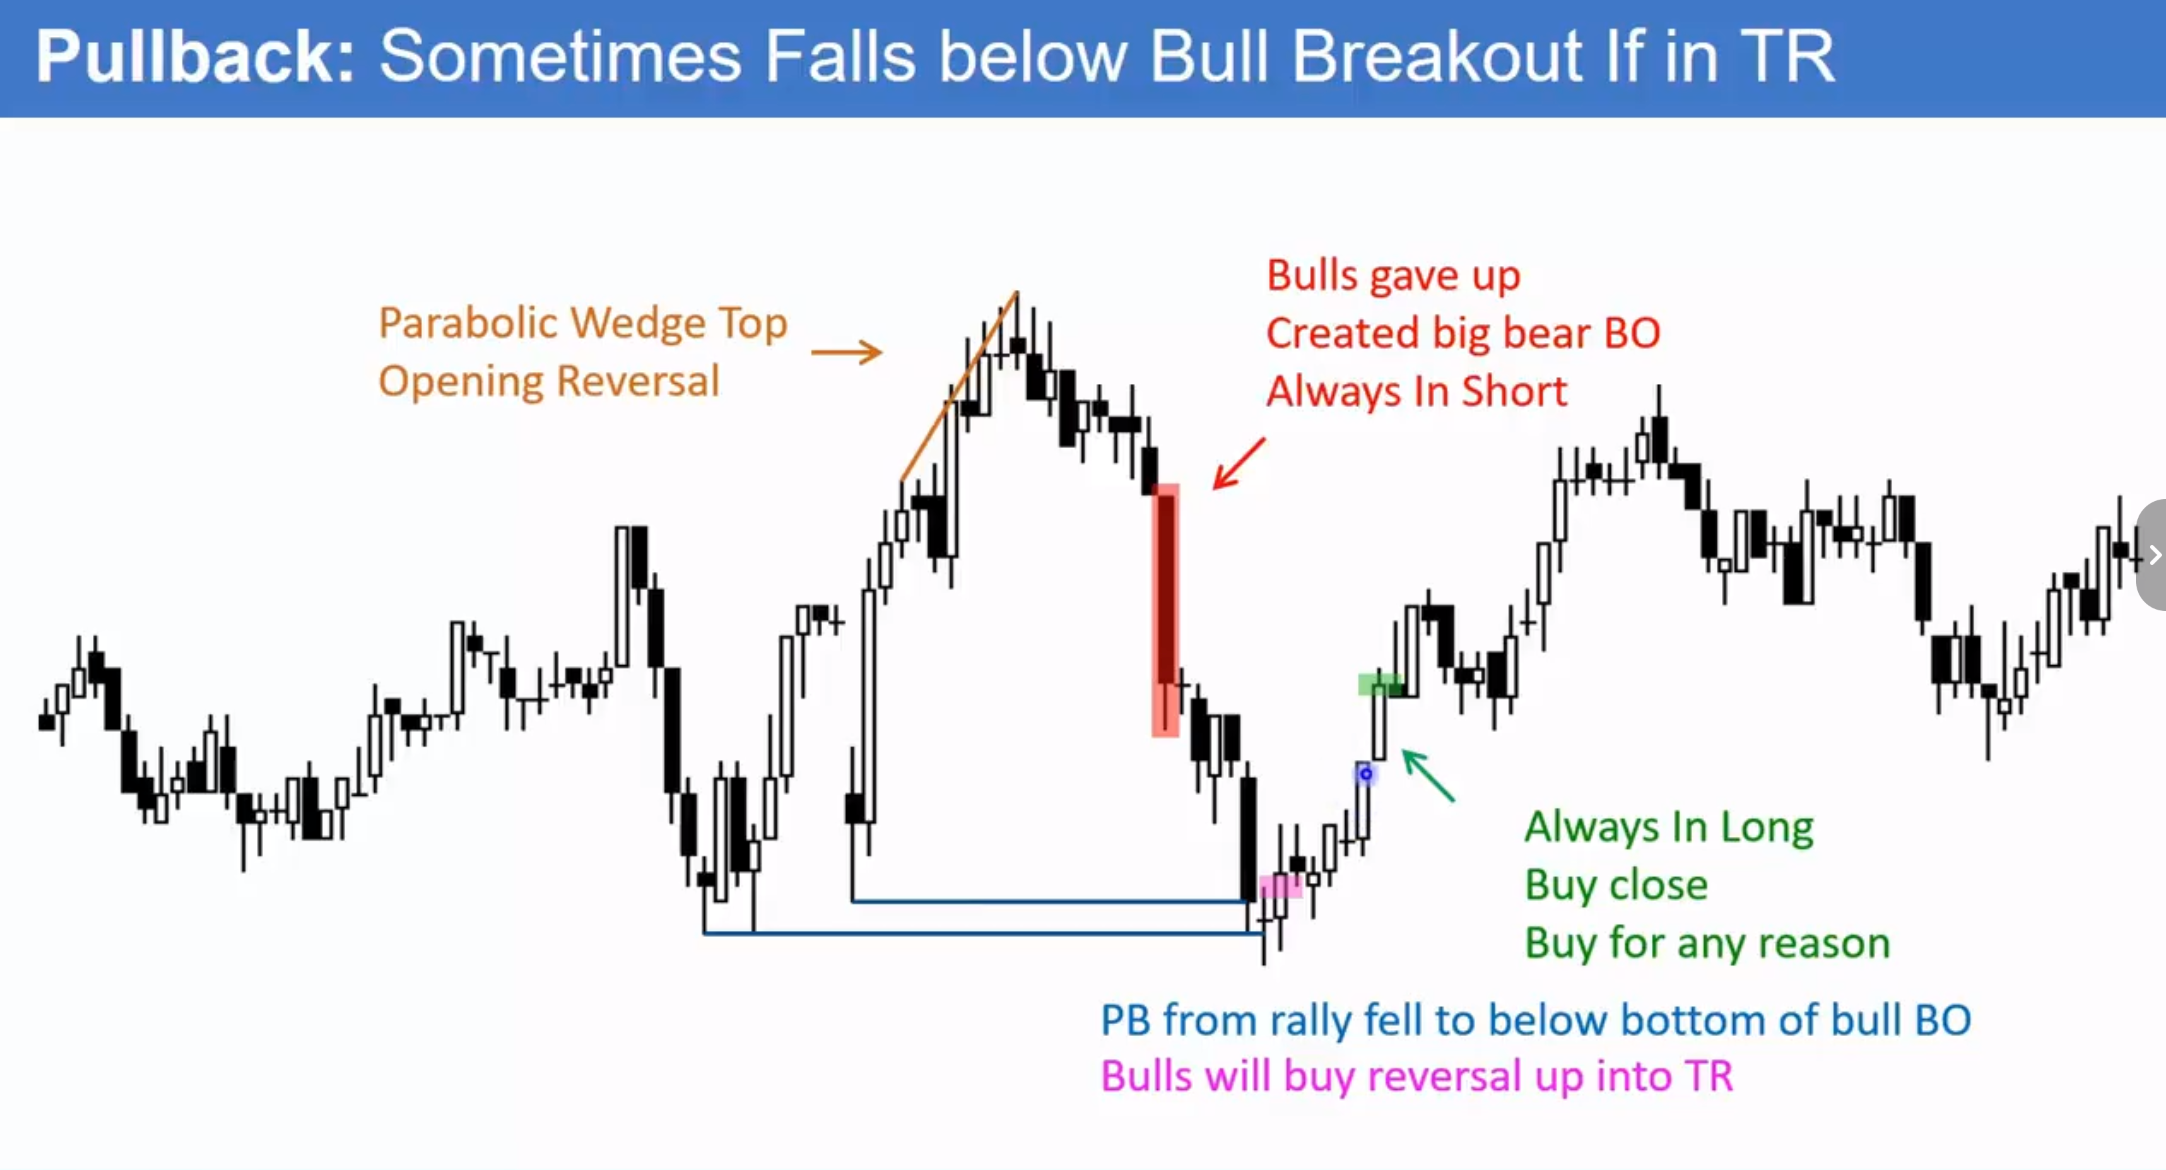 Pullback: Sometimes Falls below Bull Breakout If in TR
Parabolic Wedge Top
Opening Reversal
Bulls gave up
Created big bear BO
Always In Short
Always In Long
Buy close
Buy for any reason
PB from rally fell to below bottom of bull BO
Bulls will buy reversal up into TR